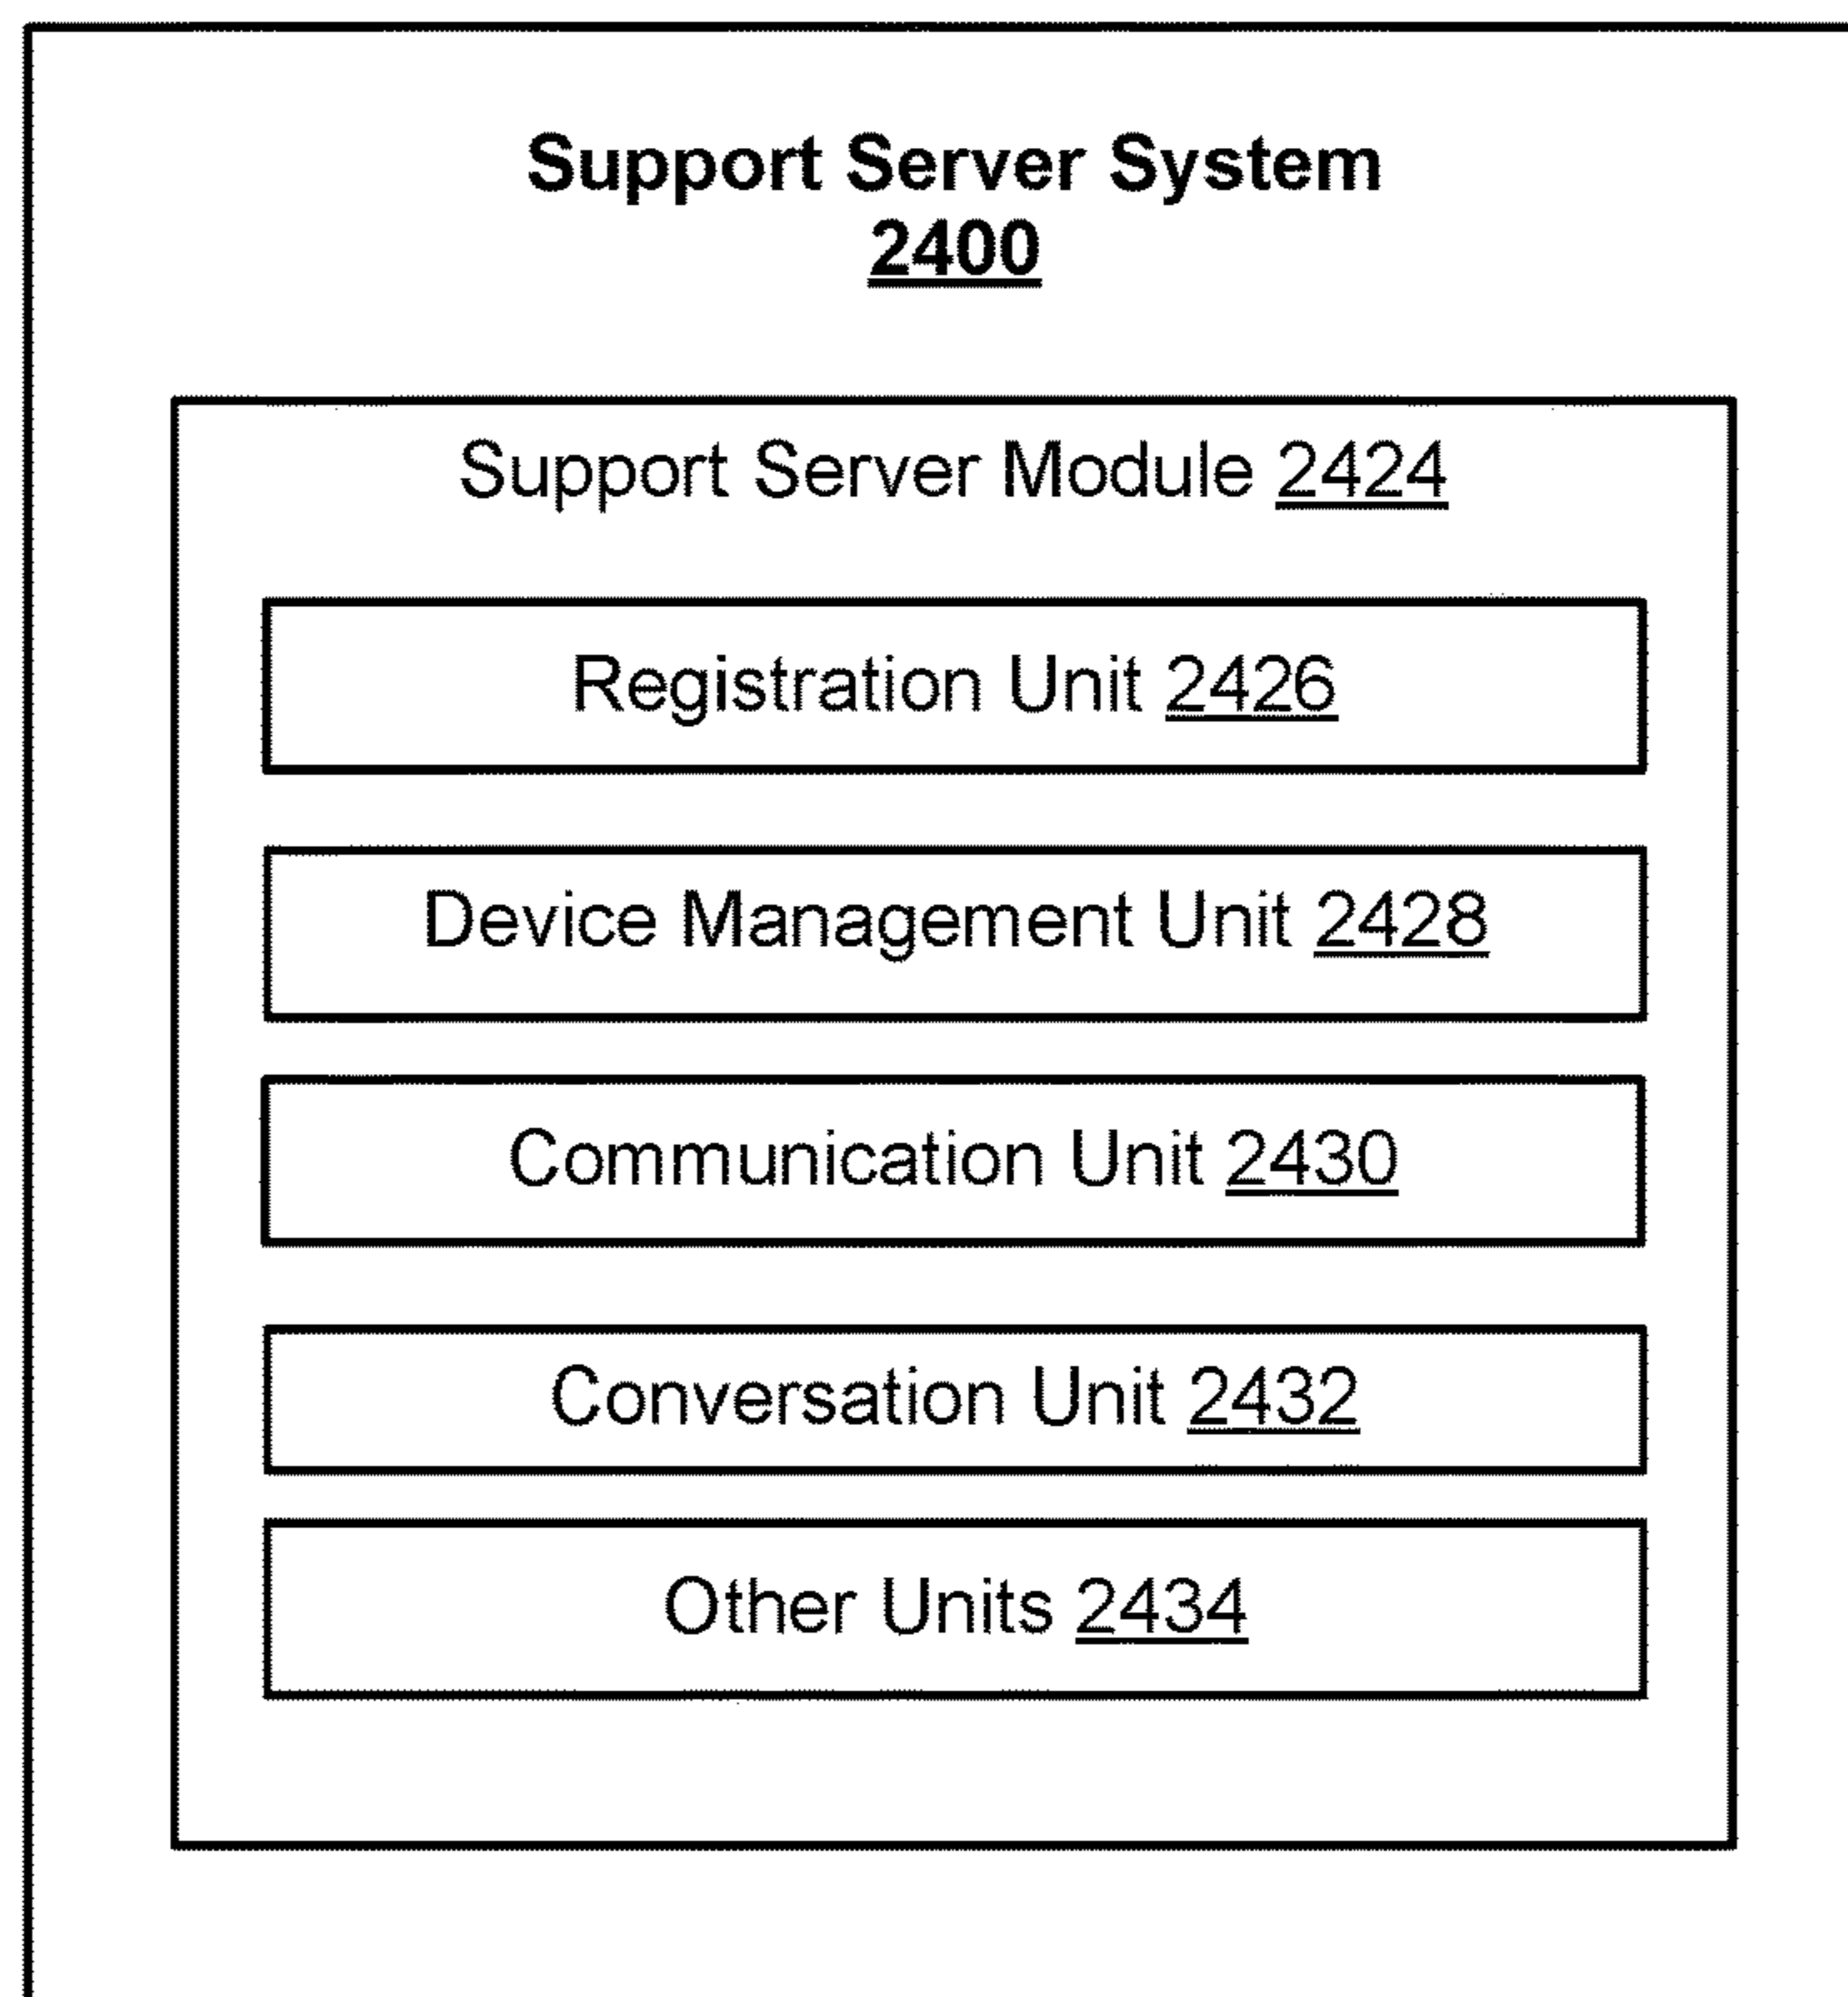 Support Server System
2400
Support Server Module 2424
Registration Unit 2426
Device Management Unit 2428
Communication Unit 2430
Conversation Unit 2432
Other Units 2434